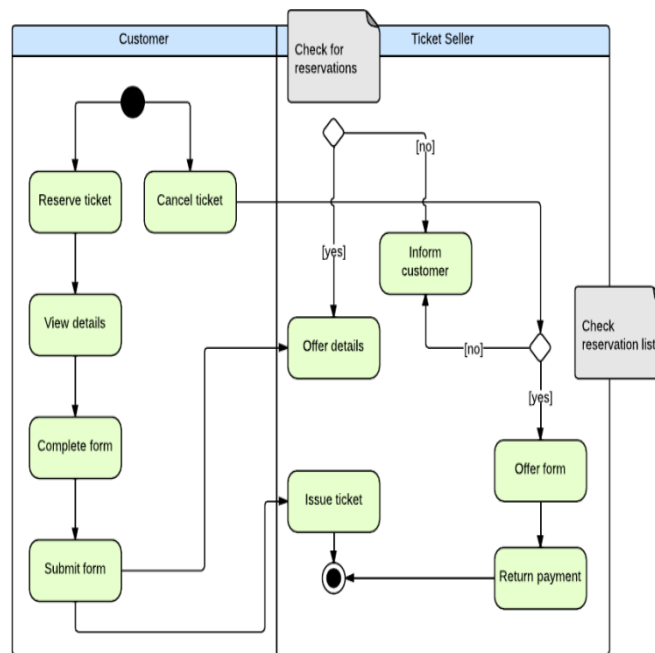 Customer
Ticket Seller
Check for
reservations
[no]
Reserve ticket
Cancel ticket
[yes]
Inform
customer
View details
Offer details
[no]
Check
reservation list
[yes]
Complete form
Offer form
Issue ticket
Submit form
Return payment